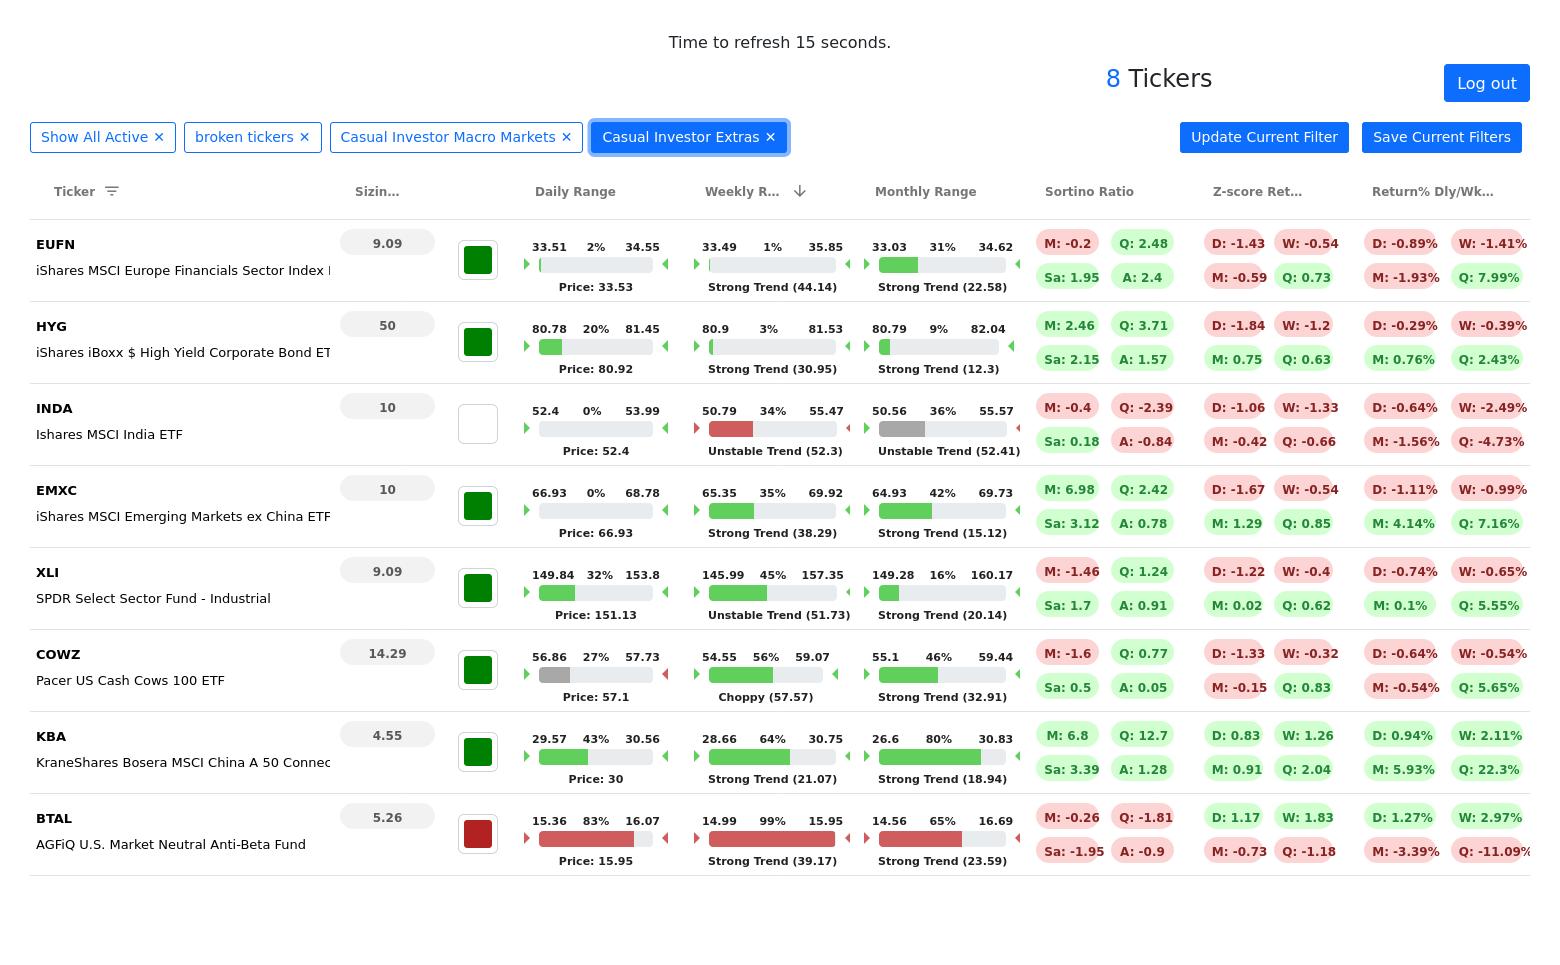 Time to refresh 15 seconds.
8 Tickers
Log out
Show All Active ✕ broken tickers ✕ Casual Investor Macro Markets ✕ Casual Investor Extras ✕ Update Current Filter Save Current Filters
Ticker Sizin... Daily Range Weekly R... Monthly Range Sortino Ratio Z-score Ret... Return% Dly/Wk...
EUFN 9.09 33.51 2% 34.55 33.49 1% 35.85 33.03 31% 34.62 M: -0.2 Q: 2.48 D: -1.43 W: -0.54 D: -0.89% W: -1.41%
iShares MSCI Europe Financials Sector Index Price: 33.53 Strong Trend (44.14) Strong Trend (22.58) Sa: 1.95 A: 2.4 M: -0.59 Q: 0.73 M: -1.93% Q: 7.99%
HYG 50 80.78 20% 81.45 80.9 3% 81.53 80.79 9% 82.04 M: 2.46 Q: 3.71 D: -1.84 W: -1.2 D: -0.29% W: -0.39%
iShares iBoxx $ High Yield Corporate Bond ET Price: 80.92 Strong Trend (30.95) Strong Trend (12.3) Sa: 2.15 A: 1.57 M: 0.75 Q: 0.63 M: 0.76% Q: 2.43%
INDA 10 52.4 0% 53.99 50.79 34% 55.47 50.56 36% 55.57 M: -0.4 Q: -2.39 D: -1.06 W: -1.33 D: -0.64% W: -2.49%
Ishares MSCI India ETF Price: 52.4 Unstable Trend (52.3) Unstable Trend (52.41) Sa: 0.18 A: -0.84 M: -0.42 Q: -0.66 M: -1.56% Q: -4.73%
EMXC 10 66.93 0% 68.78 65.35 35% 69.92 64.93 42% 69.73 M: 6.98 Q: 2.42 D: -1.67 W: -0.54 D: -1.11% W: -0.99%
iShares MSCI Emerging Markets ex China ETF Price: 66.93 Strong Trend (38.29) Strong Trend (15.12) Sa: 3.12 A: 0.78 M: 1.29 Q: 0.85 M: 4.14% Q: 7.16%
XLI 9.09 149.84 32% 153.8 145.99 45% 157.35 149.28 16% 160.17 M: -1.46 Q: 1.24 D: -1.22 W: -0.4 D: -0.74% W: -0.65%
SPDR Select Sector Fund - Industrial Price: 151.13 Unstable Trend (51.73) Strong Trend (20.14) Sa: 1.7 A: 0.91 M: 0.02 Q: 0.62 M: 0.1% Q: 5.55%
COWZ 14.29 56.86 27% 57.73 54.55 56% 59.07 55.1 46% 59.44 M: -1.6 Q: 0.77 D: -1.33 W: -0.32 D: -0.64% W: -0.54%
Pacer US Cash Cows 100 ETF Price: 57.1 Choppy (57.57) Strong Trend (32.91) Sa: 0.5 A: 0.05 M: -0.15 Q: 0.83 M: -0.54% Q: 5.65%
KBA 4.55 29.57 43% 30.56 28.66 64% 30.75 26.6 80% 30.83 M: 6.8 Q: 12.7 D: 0.83 W: 1.26 D: 0.94% W: 2.11%
KraneShares Bosera MSCI China A 50 Connec Price: 30 Strong Trend (21.07) Strong Trend (18.94) Sa: 3.39 A: 1.28 M: 0.91 Q: 2.04 M: 5.93% Q: 22.3%
BTAL 5.26 15.36 83% 16.07 14.99 99% 15.95 14.56 65% 16.69 M: -0.26 Q: -1.81 D: 1.17 W: 1.83 D: 1.27% W: 2.97%
AGFiQ U.S. Market Neutral Anti-Beta Fund Price: 15.95 Strong Trend (39.17) Strong Trend (23.59) Sa: -1.95 A: -0.9 M: -0.73 Q: -1.18 M: -3.39% Q: -11.09%